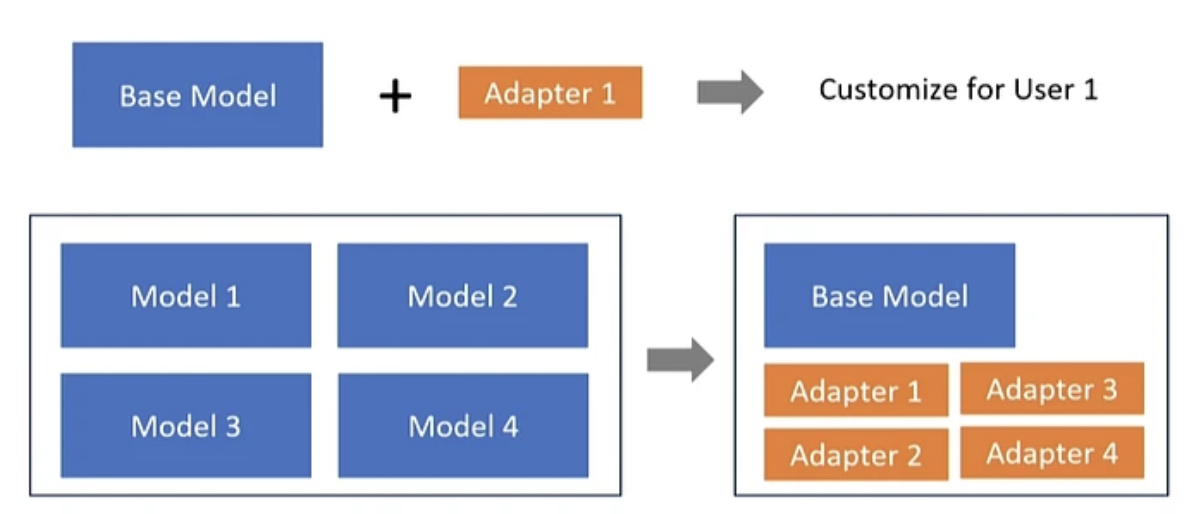 Base Model + Adapter 1 Customize for User 1
Model 1 Model 2
Model 3 Model 4
Base Model
Adapter 1 Adapter 3
Adapter 2 Adapter 4